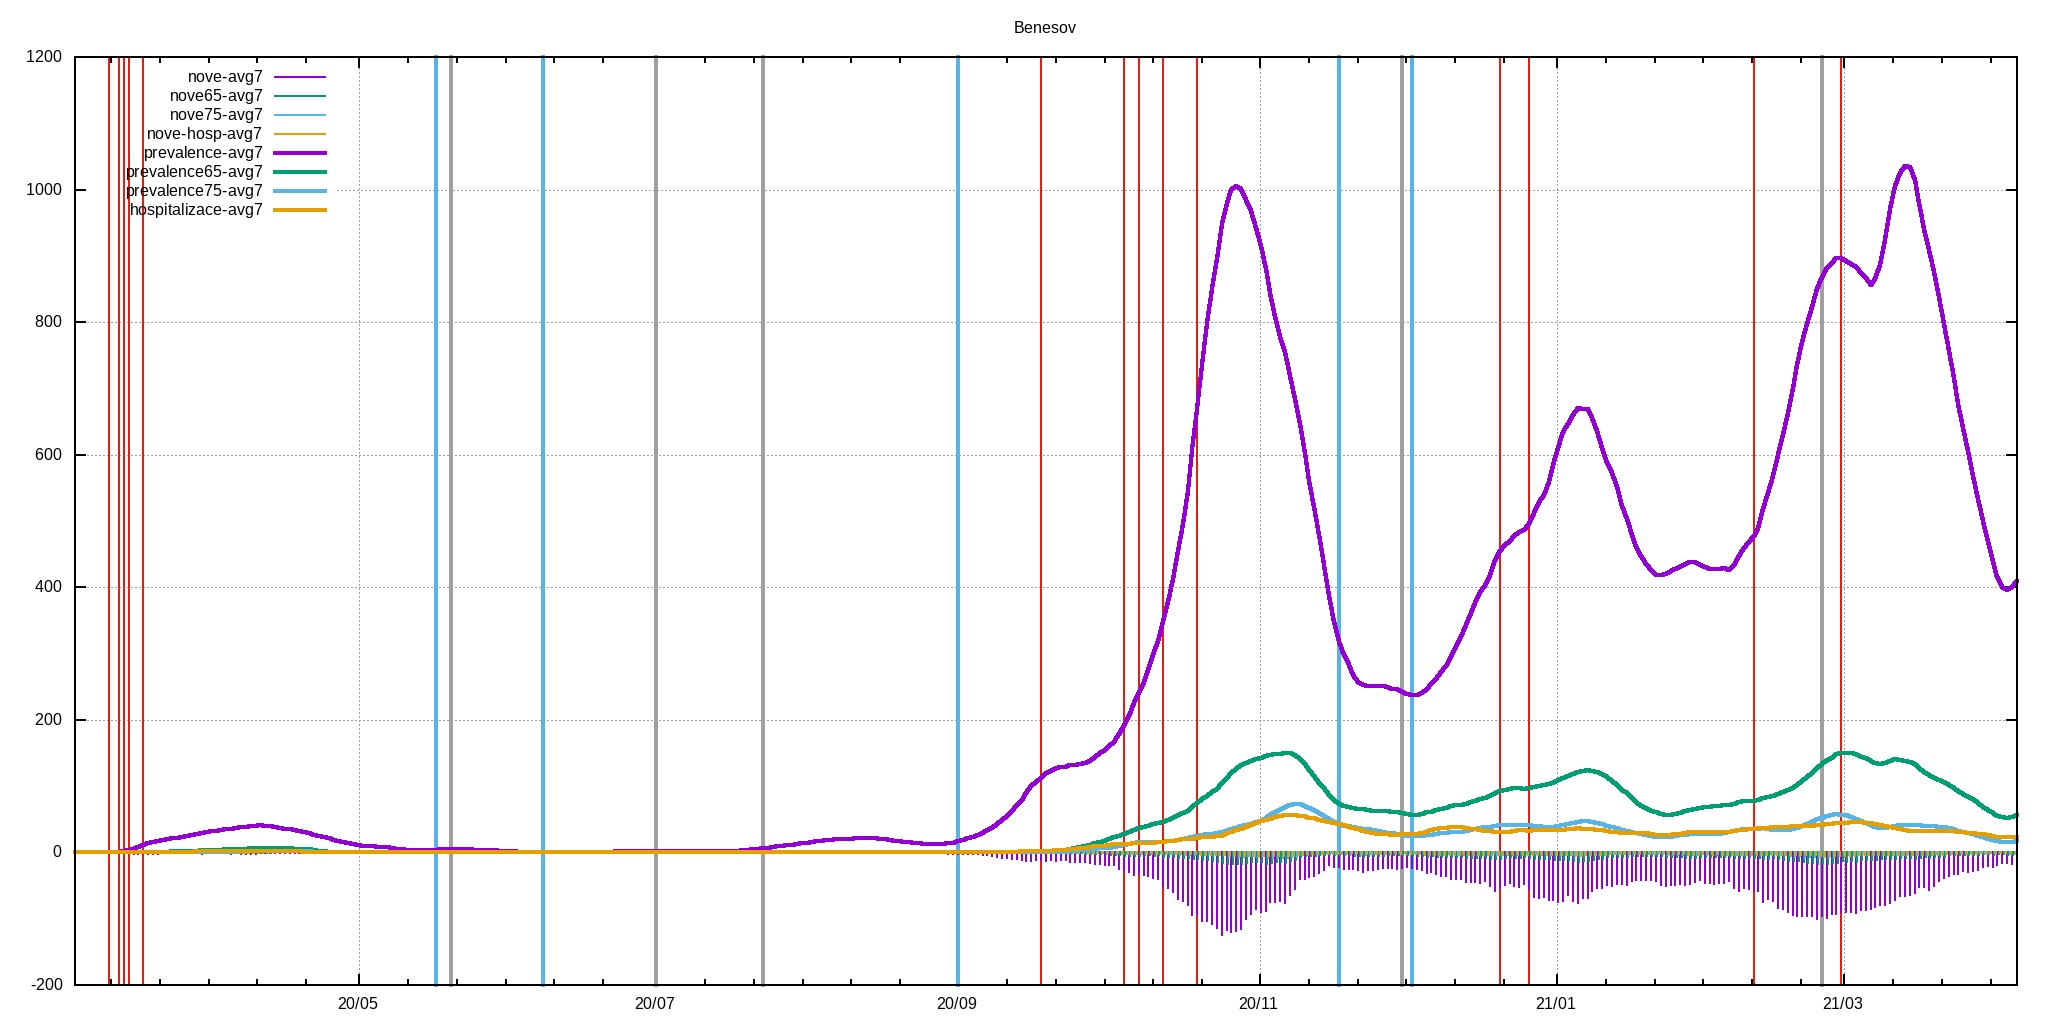 Benesov
1200
1000
800
600
400
200
0
-200
nove-avg7
nove65-avg7
nove75-avg7
nove-hosp-avg7
prevalence-avg7
prevalence65-avg7
prevalence75-avg7
hospitalizace-avg7
20/05
20/07
20/09
20/11
21/01
21/03